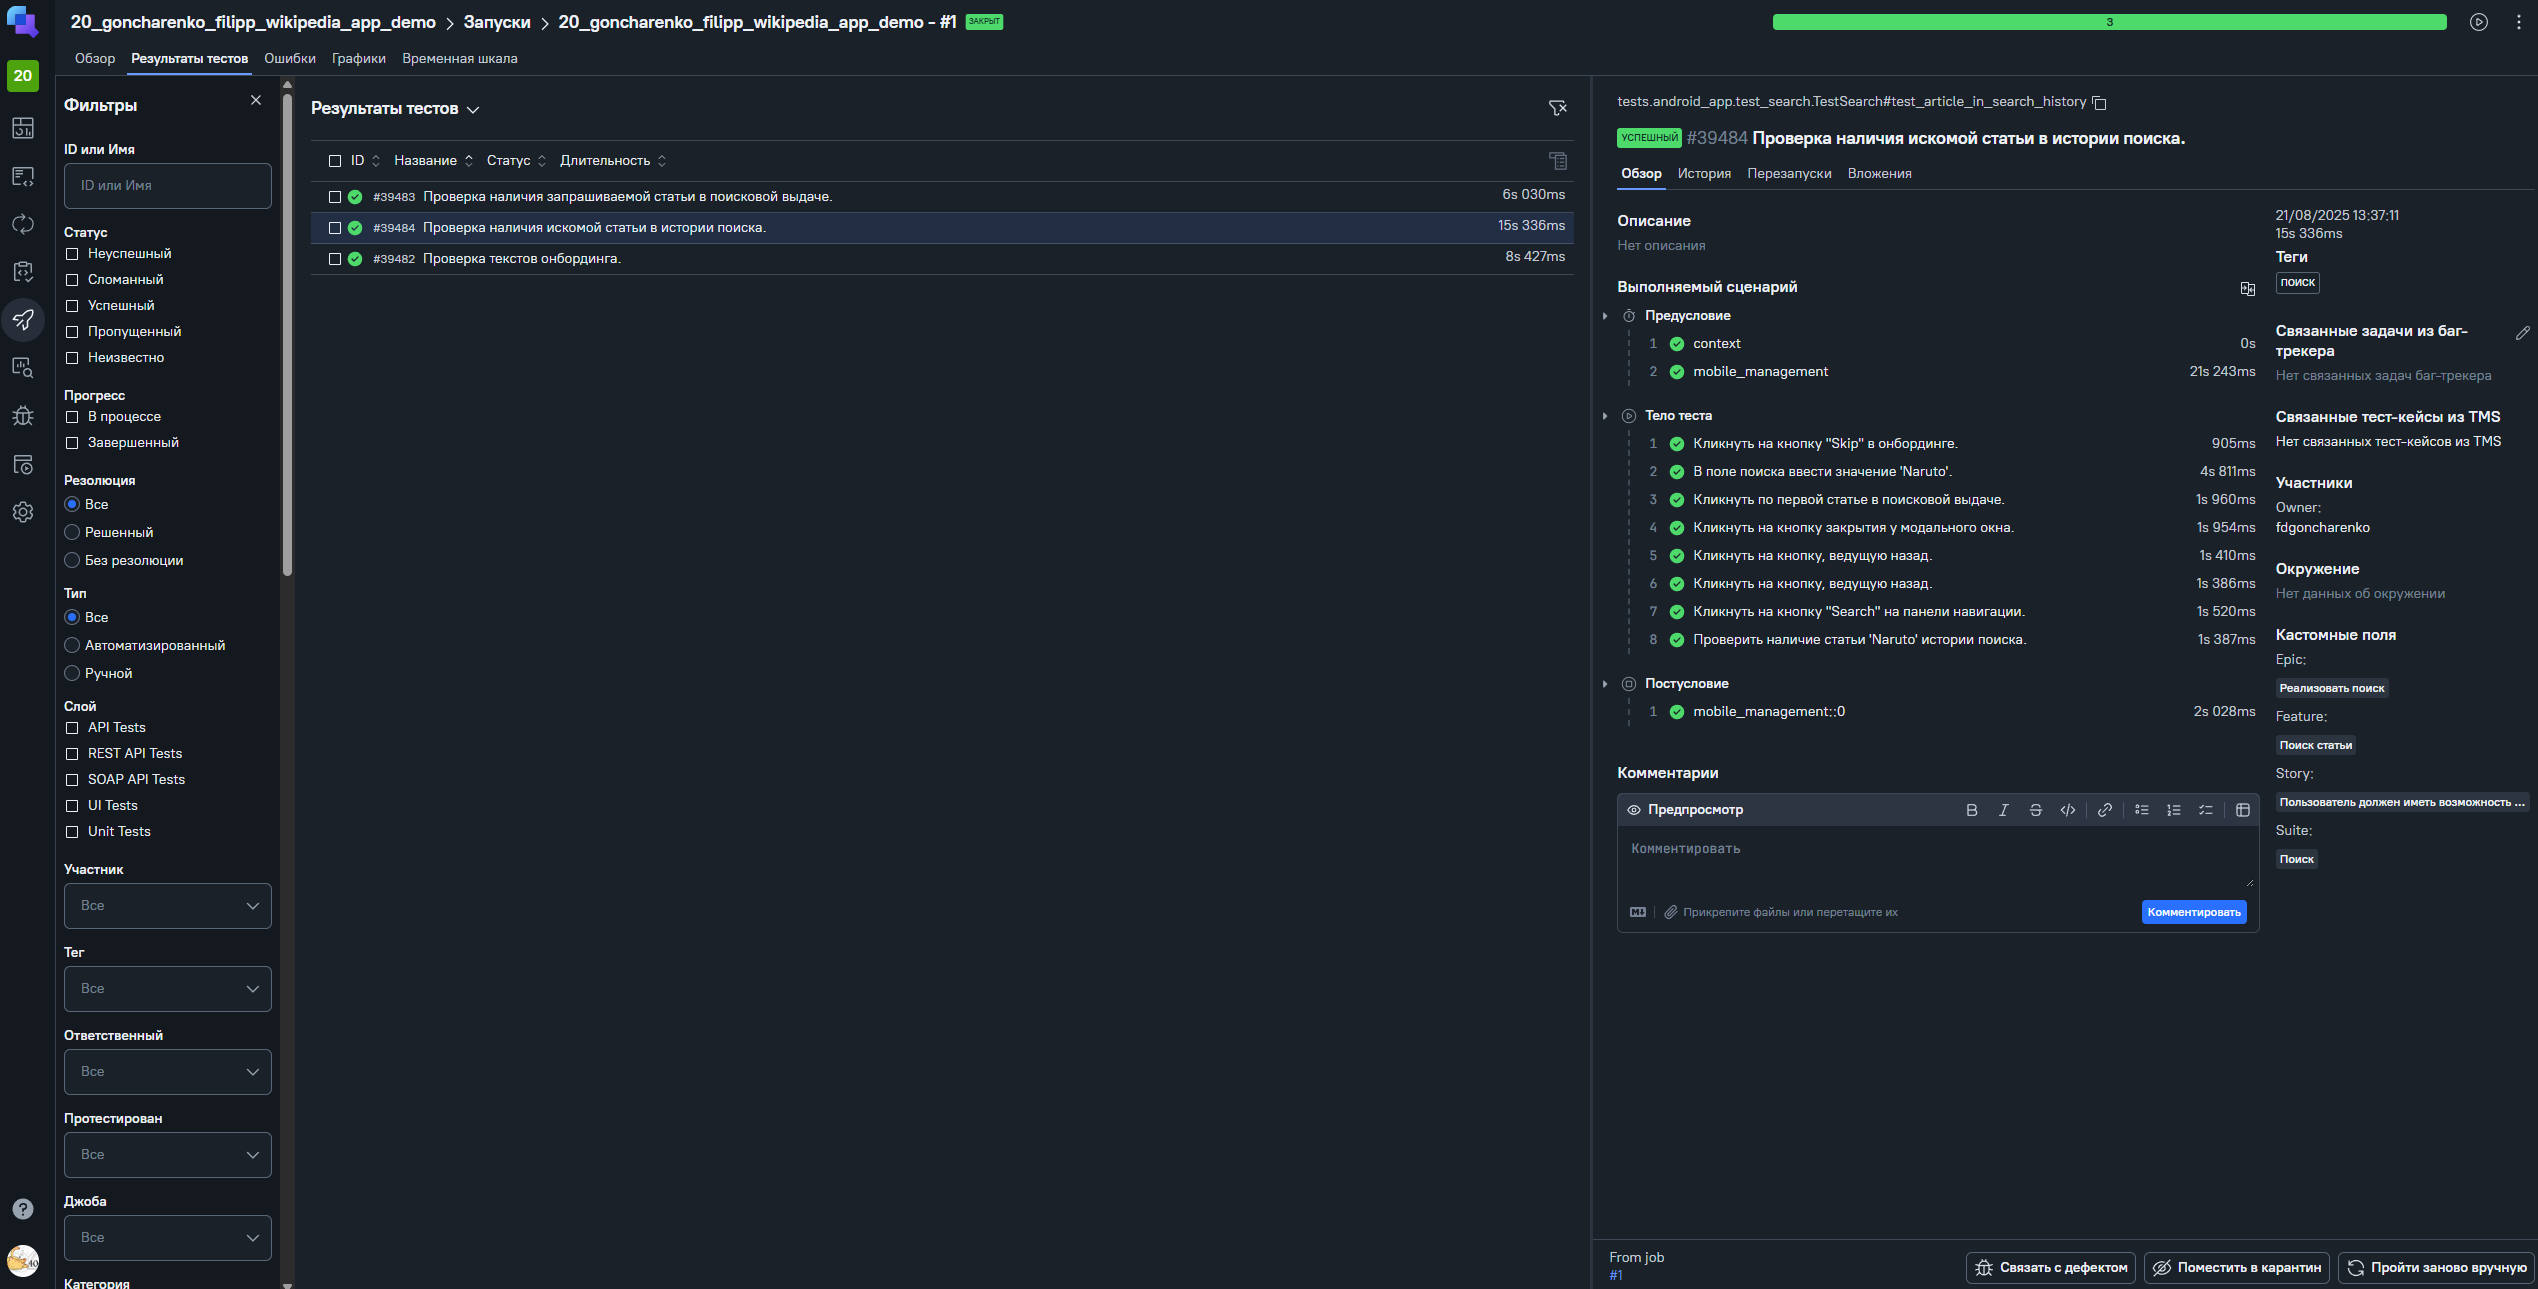 20_goncharenko_filipp_wikipedia_app_demo > Запуски > 20_goncharenko_filipp_wikipedia_app_demo - #1 ЗАКРЫТ
3
20
Обзор Результаты тестов Ошибки Графики Временная шкала
Фильтры
ID или Имя
ID или Имя
Статус
Неуспешный
Сломанный
Успешный
Пропущенный
Неизвестно
Прогресс
В процессе
Завершенный
Резолюция
Все
Решенный
Без резолюции
Тип
Все
Автоматизированный
Ручной
Слой
API Tests
REST API Tests
SOAP API Tests
UI Tests
Unit Tests
Участник
Все
Тег
Все
Ответственный
Все
Протестирован
Все
Джоба
Все
Категория
Результаты тестов
ID Название Статус Длительность
#39483 Проверка наличия запрашиваемой статьи в поисковой выдаче. 6s 030ms
#39484 Проверка наличия искомой статьи в истории поиска. 15s 336ms
#39482 Проверка текстов онбординга. 8s 427ms
tests.android_app.test_search.TestSearch#test_article_in_search_history
УСПЕШНЫЙ #39484 Проверка наличия искомой статьи в истории поиска.
Обзор История Перезапуски Вложения
Описание
Нет описания
Выполняемый сценарий
Предусловие
1 context 0s
2 mobile_management 21s 243ms
Тело теста
1 Кликнуть на кнопку "Skip" в онбординге. 905ms
2 В поле поиска ввести значение 'Naruto'. 4s 811ms
3 Кликнуть по первой статье в поисковой выдаче. 1s 960ms
4 Кликнуть на кнопку закрытия у модального окна. 1s 954ms
5 Кликнуть на кнопку, ведущую назад. 1s 410ms
6 Кликнуть на кнопку, ведущую назад. 1s 386ms
7 Кликнуть на кнопку "Search" на панели навигации. 1s 520ms
8 Проверить наличие статьи 'Naruto' истории поиска. 1s 387ms
Постусловие
1 mobile_management::0 2s 028ms
Комментарии
Предпросмотр
Комментировать
Прикрепите файлы или перетащите их
Комментировать
21/08/2025 13:37:11
15s 336ms
Теги
ПОИСК
Связанные задачи из баг-
трекера
Нет связанных задач баг-трекера
Связанные тест-кейсы из TMS
Нет связанных тест-кейсов из TMS
Участники
Owner:
fdgoncharenko
Окружение
Нет данных об окружении
Кастомные поля
Epic:
Реализовать поиск
Feature:
Поиск статьи
Story:
Пользователь должен иметь возможность ...
Suite:
Поиск
From job
#1
Связать с дефектом Поместить в карантин Пройти заново вручную